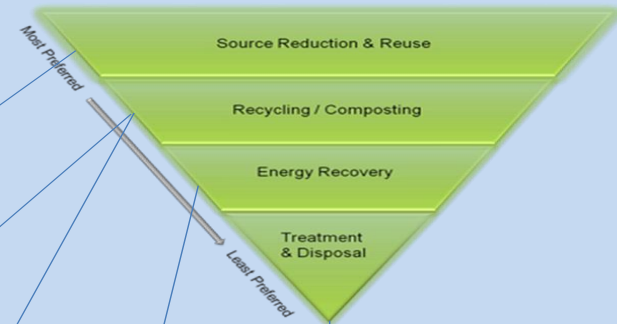 Source Reduction & Reuse
Most Preferred
Recycling / Composting
Energy Recovery
Treatment
& Disposal
Least Preferred